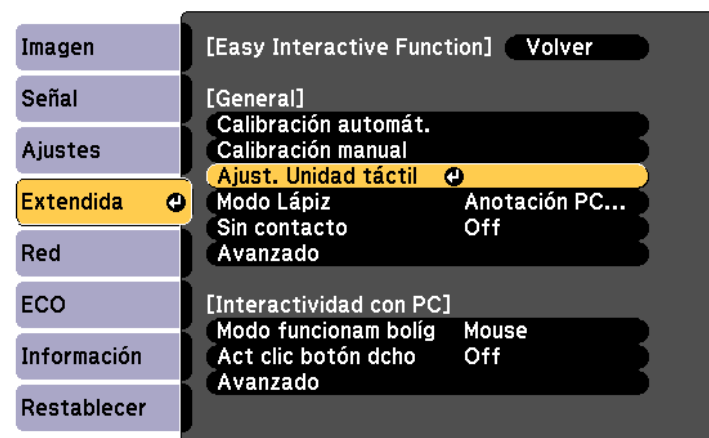 Imagen
Señal
Ajustes
Extendida
Red
ECO
Información
Restablecer
[Easy Interactive Function] Volver
[General]
Calibración automát.
Calibración manual
Ajust. Unidad táctil
Modo Lápiz Anotación PC...
Sin contacto Off
Avanzado
[Interactividad con PC]
Modo funcionam bolíg Mouse
Act clic botón dcho Off
Avanzado